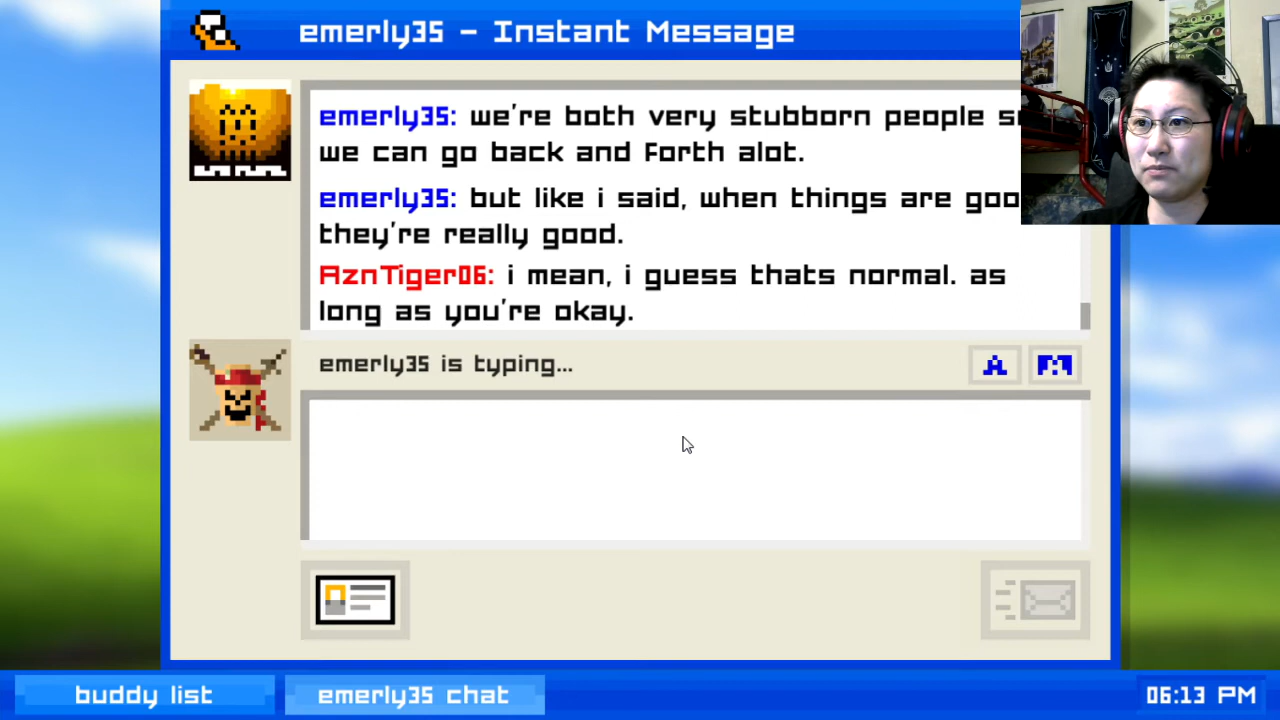 emerly35 - Instant Message
emerly35: we're both very stubborn people
we can go back and forth alot.
emerly35: but like i said, when things are
they're really good.
AznTiger06: i mean, i guess thats normal. as
long as you're okay.
emerly35 is typing...
A
buddy list
emerly35 chat
06:13 PM